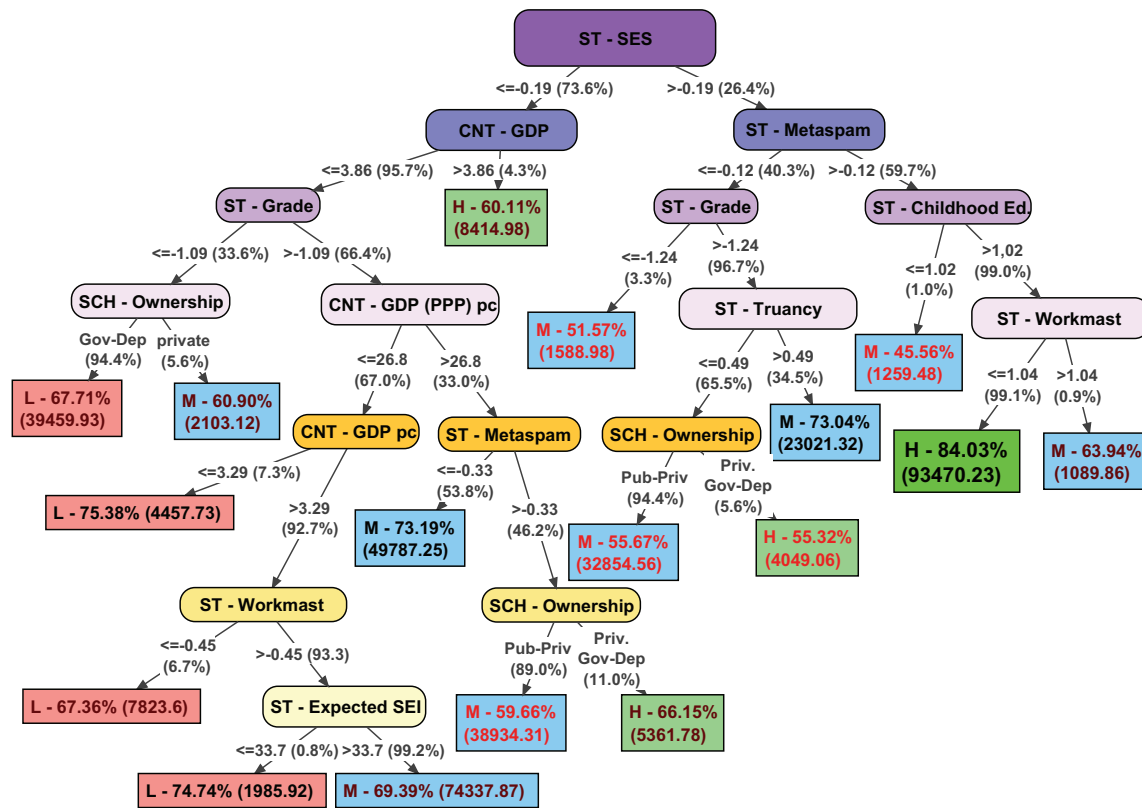 ST - SES
<=-0.19 (73.6%)
>-0.19 (26.4%)
CNT - GDP
ST - Metaspam
<=3.86 (95.7%)
>3.86 (4.3%)
<=-0.12 (40.3%)
>-0.12 (59.7%)
ST - Grade
H - 60.11%
(8414.98)
ST - Grade
ST - Childhood Ed.
<=-1.09 (33.6%)
>-1.09 (66.4%)
<=-1.24
(3.3%)
>-1.24
(96.7%)
<=1.02
(1.0%)
>1,02
(99.0%)
SCH - Ownership
CNT - GDP (PPP) pc
M - 51.57%
(1588.98)
ST - Truancy
M - 45.56%
(1259.48)
ST - Workmast
Gov-Dep
(94.4%)
private
(5.6%)
<=26.8
(67.0%)
>26.8
(33.0%)
<=0.49
(65.5%)
>0.49
(34.5%)
<=1.04
(99.1%)
>1.04
(0.9%)
L - 67.71%
(39459.93)
M - 60.90%
(2103.12)
CNT - GDP pc
ST - Metaspam
SCH - Ownership
M - 73.04%
(23021.32)
H - 84.03%
(93470.23)
M - 63.94%
(1089.86)
<=3.29 (7.3%)
>3.29
(92.7%)
<=-0.33
(53.8%)
>-0.33
(46.2%)
Pub-Priv
(94.4%)
Priv.
Gov-Dep
(5.6%)
L - 75.38% (4457.73)
M - 73.19%
(49787.25)
M - 55.67%
(32854.56)
H - 55.32%
(4049.06)
ST - Workmast
SCH - Ownership
<=-0.45
(6.7%)
>-0.45 (93.3)
Pub-Priv
(89.0%)
Priv.
Gov-Dep
(11.0%)
L - 67.36% (7823.6)
ST - Expected SEI
M - 59.66%
(38934.31)
H - 66.15%
(5361.78)
<=33.7 (0.8%)
>33.7 (99.2%)
L - 74.74% (1985.92)
M - 69.39% (74337.87)